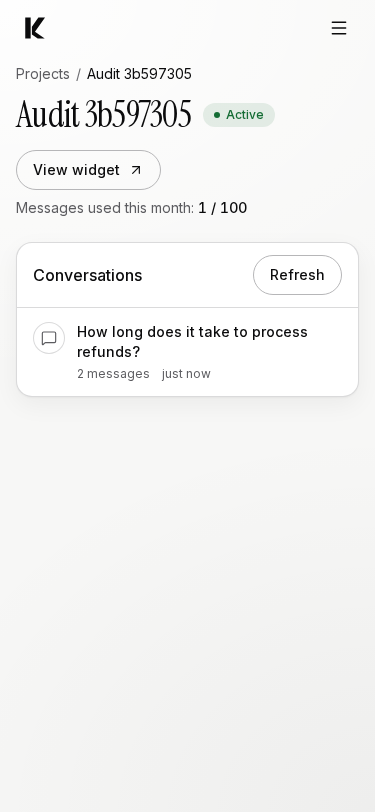 K
Projects / Audit 3b597305
Audit 3b597305 Active
View widget
Messages used this month: 1 / 100
Conversations Refresh
How long does it take to process
refunds?
2 messages just now